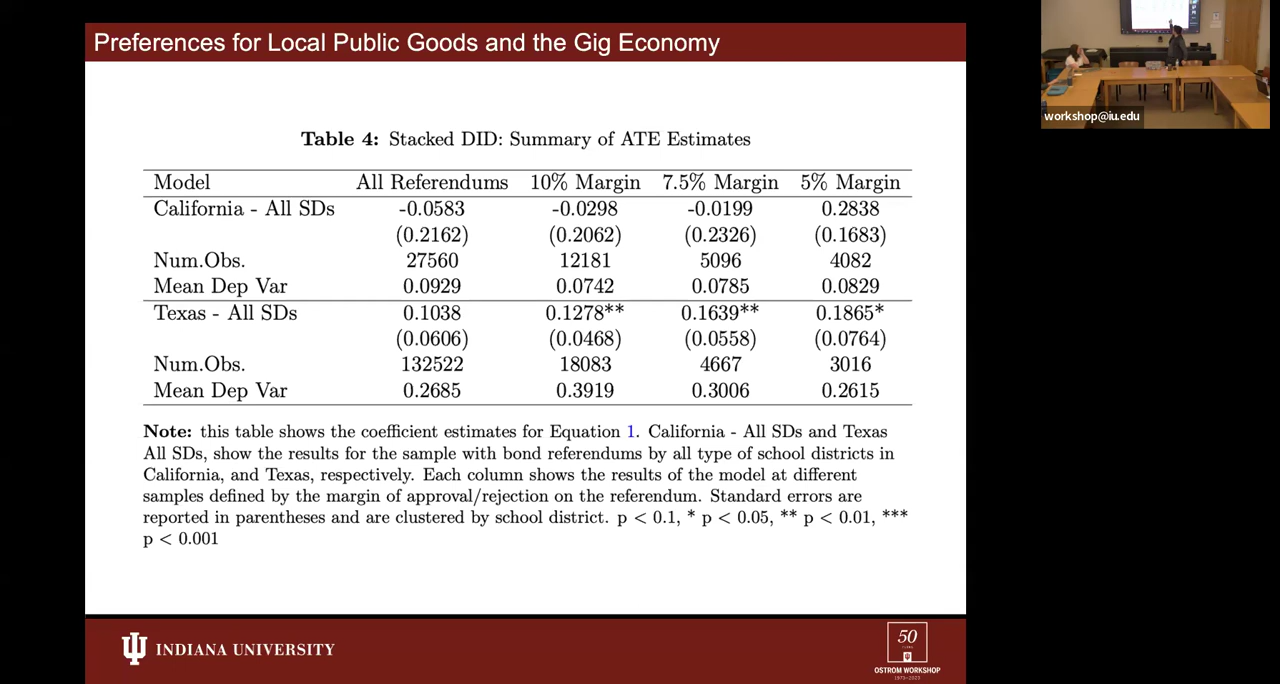 Preferences for Local Public Goods and the Gig Economy
workshop@iu.edu
Table 4: Stacked DID: Summary of ATE Estimates
Model All Referendums 10% Margin 7.5% Margin 5% Margin
California - All SDs -0.0583 -0.0298 -0.0199 0.2838
(0.2162) (0.2062) (0.2326) (0.1683)
Num.Obs. 27560 12181 5096 4082
Mean Dep Var 0.0929 0.0742 0.0785 0.0829
Texas - All SDs 0.1038 0.1278** 0.1639** 0.1865*
(0.0606) (0.0468) (0.0558) (0.0764)
Num.Obs. 132522 18083 4667 3016
Mean Dep Var 0.2685 0.3919 0.3006 0.2615
Note: this table shows the coefficient estimates for Equation 1. California - All SDs and Texas
All SDs, show the results for the sample with bond referendums by all type of school districts in
California, and Texas, respectively. Each column shows the results of the model at different
samples defined by the margin of approval/rejection on the referendum. Standard errors are
reported in parentheses and are clustered by school district. p < 0.1, * p < 0.05, ** p < 0.01, ***
p < 0.001
INDIANA UNIVERSITY
50
YEARS
OSTROM WORKSHOP
1973-2023